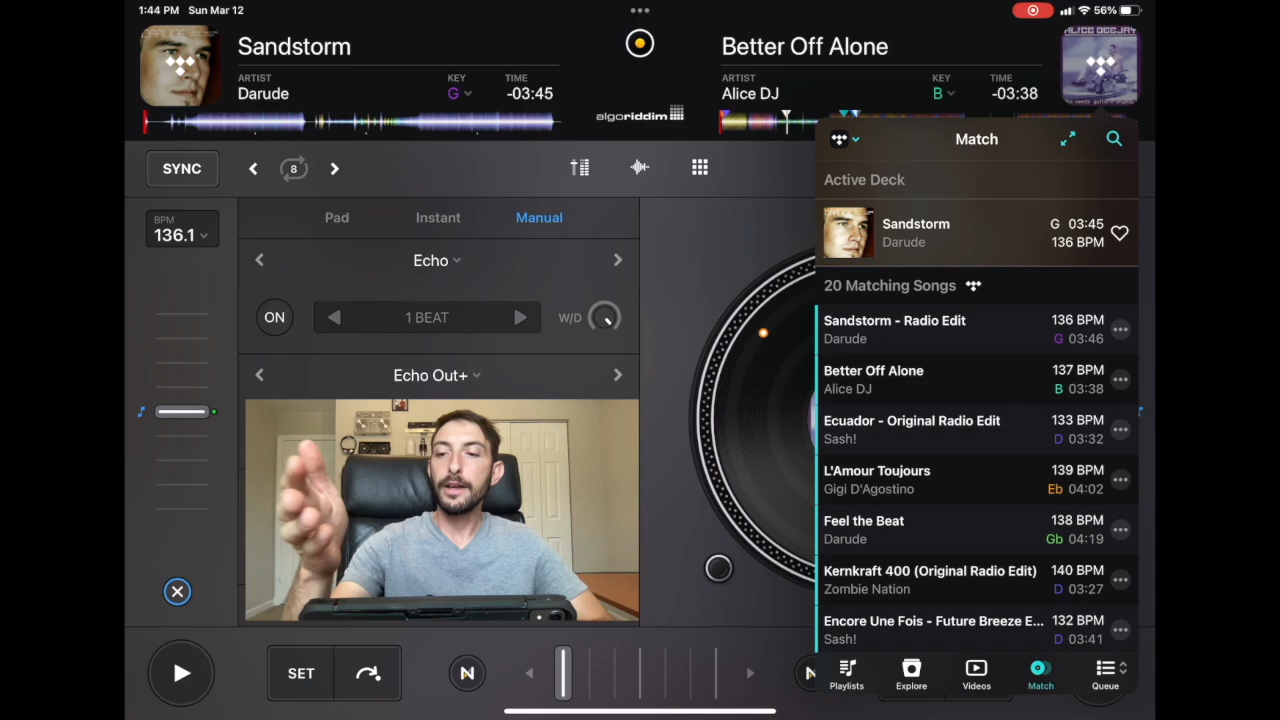 1:44 PM Sun Mar 12
56%
DARUDE
Sandstorm
ARTIST KEY TIME
Darude G -03:45
algoriddim
Better Off Alone
ARTIST KEY TIME
Alice DJ B -03:38
ALICE DEEJAY
SYNC
8
BPM
136.1
Pad Instant Manual
Echo
ON
1 BEAT
W/D
Echo Out+
SET
N
N
Match
Active Deck
Sandstorm G 03:45
Darude 136 BPM
20 Matching Songs
Sandstorm - Radio Edit 136 BPM
Darude G 03:46
Better Off Alone 137 BPM
Alice DJ B 03:38
Ecuador - Original Radio Edit 133 BPM
Sash! D 03:32
L'Amour Toujours 139 BPM
Gigi D'Agostino Eb 04:02
Feel the Beat 138 BPM
Darude Gb 04:19
Kernkraft 400 (Original Radio Edit) 140 BPM
Zombie Nation D 03:27
Encore Une Fois - Future Breeze E... 132 BPM
Sash! D 03:41
Playlists Explore Videos Match Queue